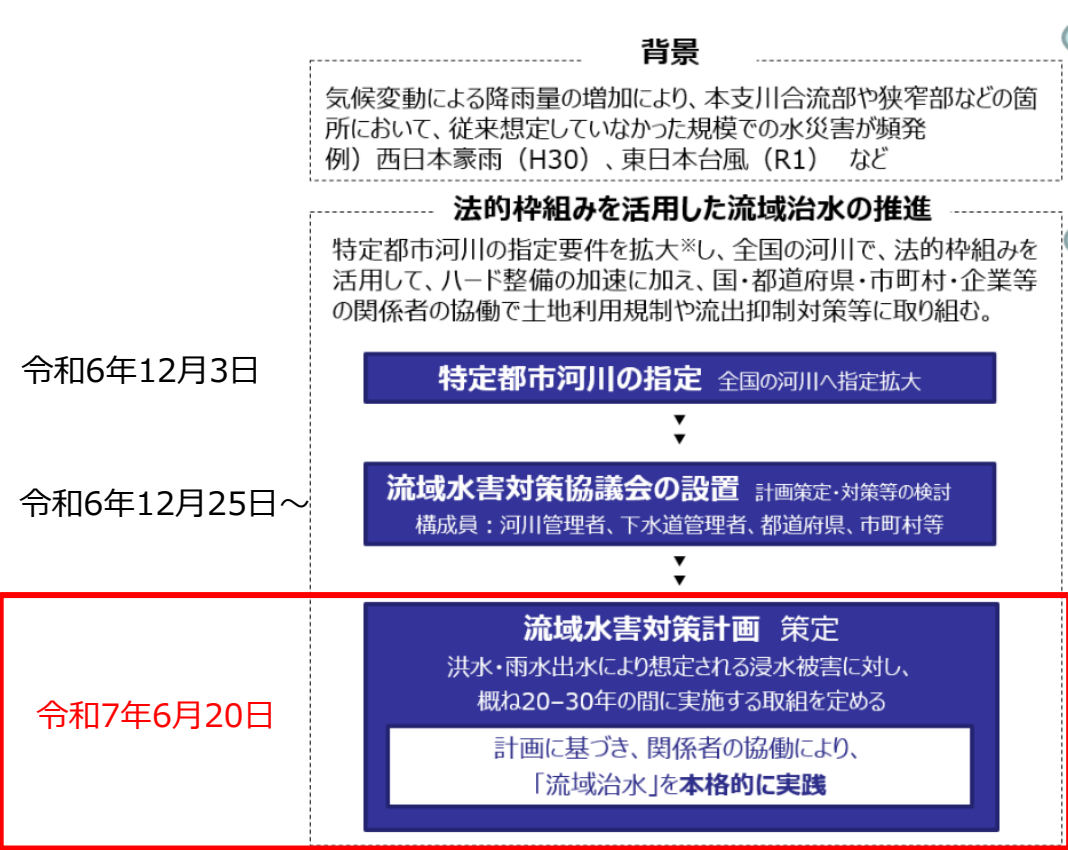 背景
気候変動による降雨量の増加により、本支川合流部や狭窄部などの箇
所において、従来想定していなかった規模での水災害が頻発
例）西日本豪雨（H30）、東日本台風（R1）　など
法的枠組みを活用した流域治水の推進
特定都市河川の指定要件を拡大※し、全国の河川で、法的枠組みを
活用して、ハード整備の加速に加え、国・都道府県・市町村・企業等
の関係者の協働で土地利用規制や流出抑制対策等に取り組む。
令和6年12月3日
特定都市河川の指定 全国の河川へ指定拡大
令和6年12月25日～
流域水害対策協議会の設置 計画策定・対策等の検討
構成員：河川管理者、下水道管理者、都道府県、市町村等
令和7年6月20日
流域水害対策計画 策定
洪水・雨水出水により想定される浸水被害に対し、
概ね20−30年の間に実施する取組を定める
計画に基づき、関係者の協働により、
「流域治水」を本格的に実践